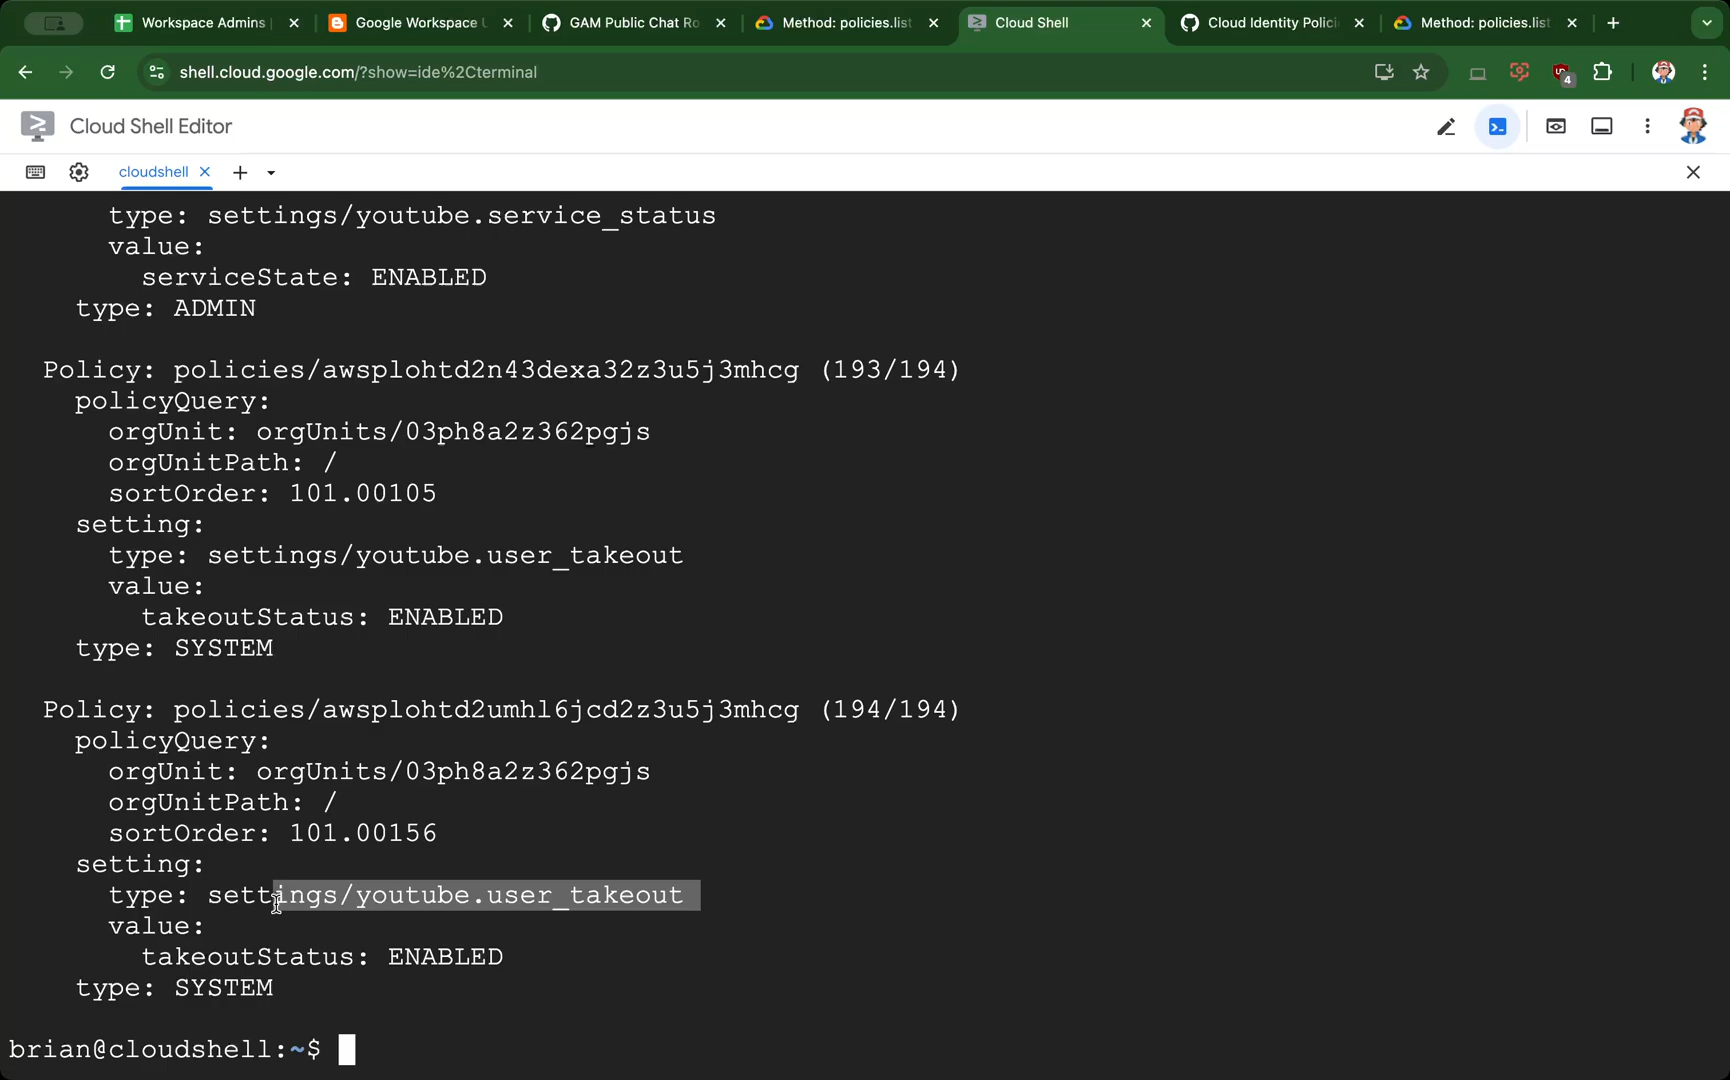 Workspace Admins
Google Workspace U
GAM Public Chat Ro
Method: policies.list
Cloud Shell
Cloud Identity Polici
Method: policies.list
shell.cloud.google.com/?show=ide%2Cterminal
4
Cloud Shell Editor
cloudshell
type: settings/youtube.service_status
value:
serviceState: ENABLED
type: ADMIN
Policy: policies/awsplohtd2n43dexa32z3u5j3mhcg (193/194)
policyQuery:
orgUnit: orgUnits/03ph8a2z362pgjs
orgUnitPath: /
sortOrder: 101.00105
setting:
type: settings/youtube.user_takeout
value:
takeoutStatus: ENABLED
type: SYSTEM
Policy: policies/awsplohtd2umhl6jcd2z3u5j3mhcg (194/194)
policyQuery:
orgUnit: orgUnits/03ph8a2z362pgjs
orgUnitPath: /
sortOrder: 101.00156
setting:
type: settings/youtube.user_takeout
value:
takeoutStatus: ENABLED
type: SYSTEM
brian@cloudshell:~$